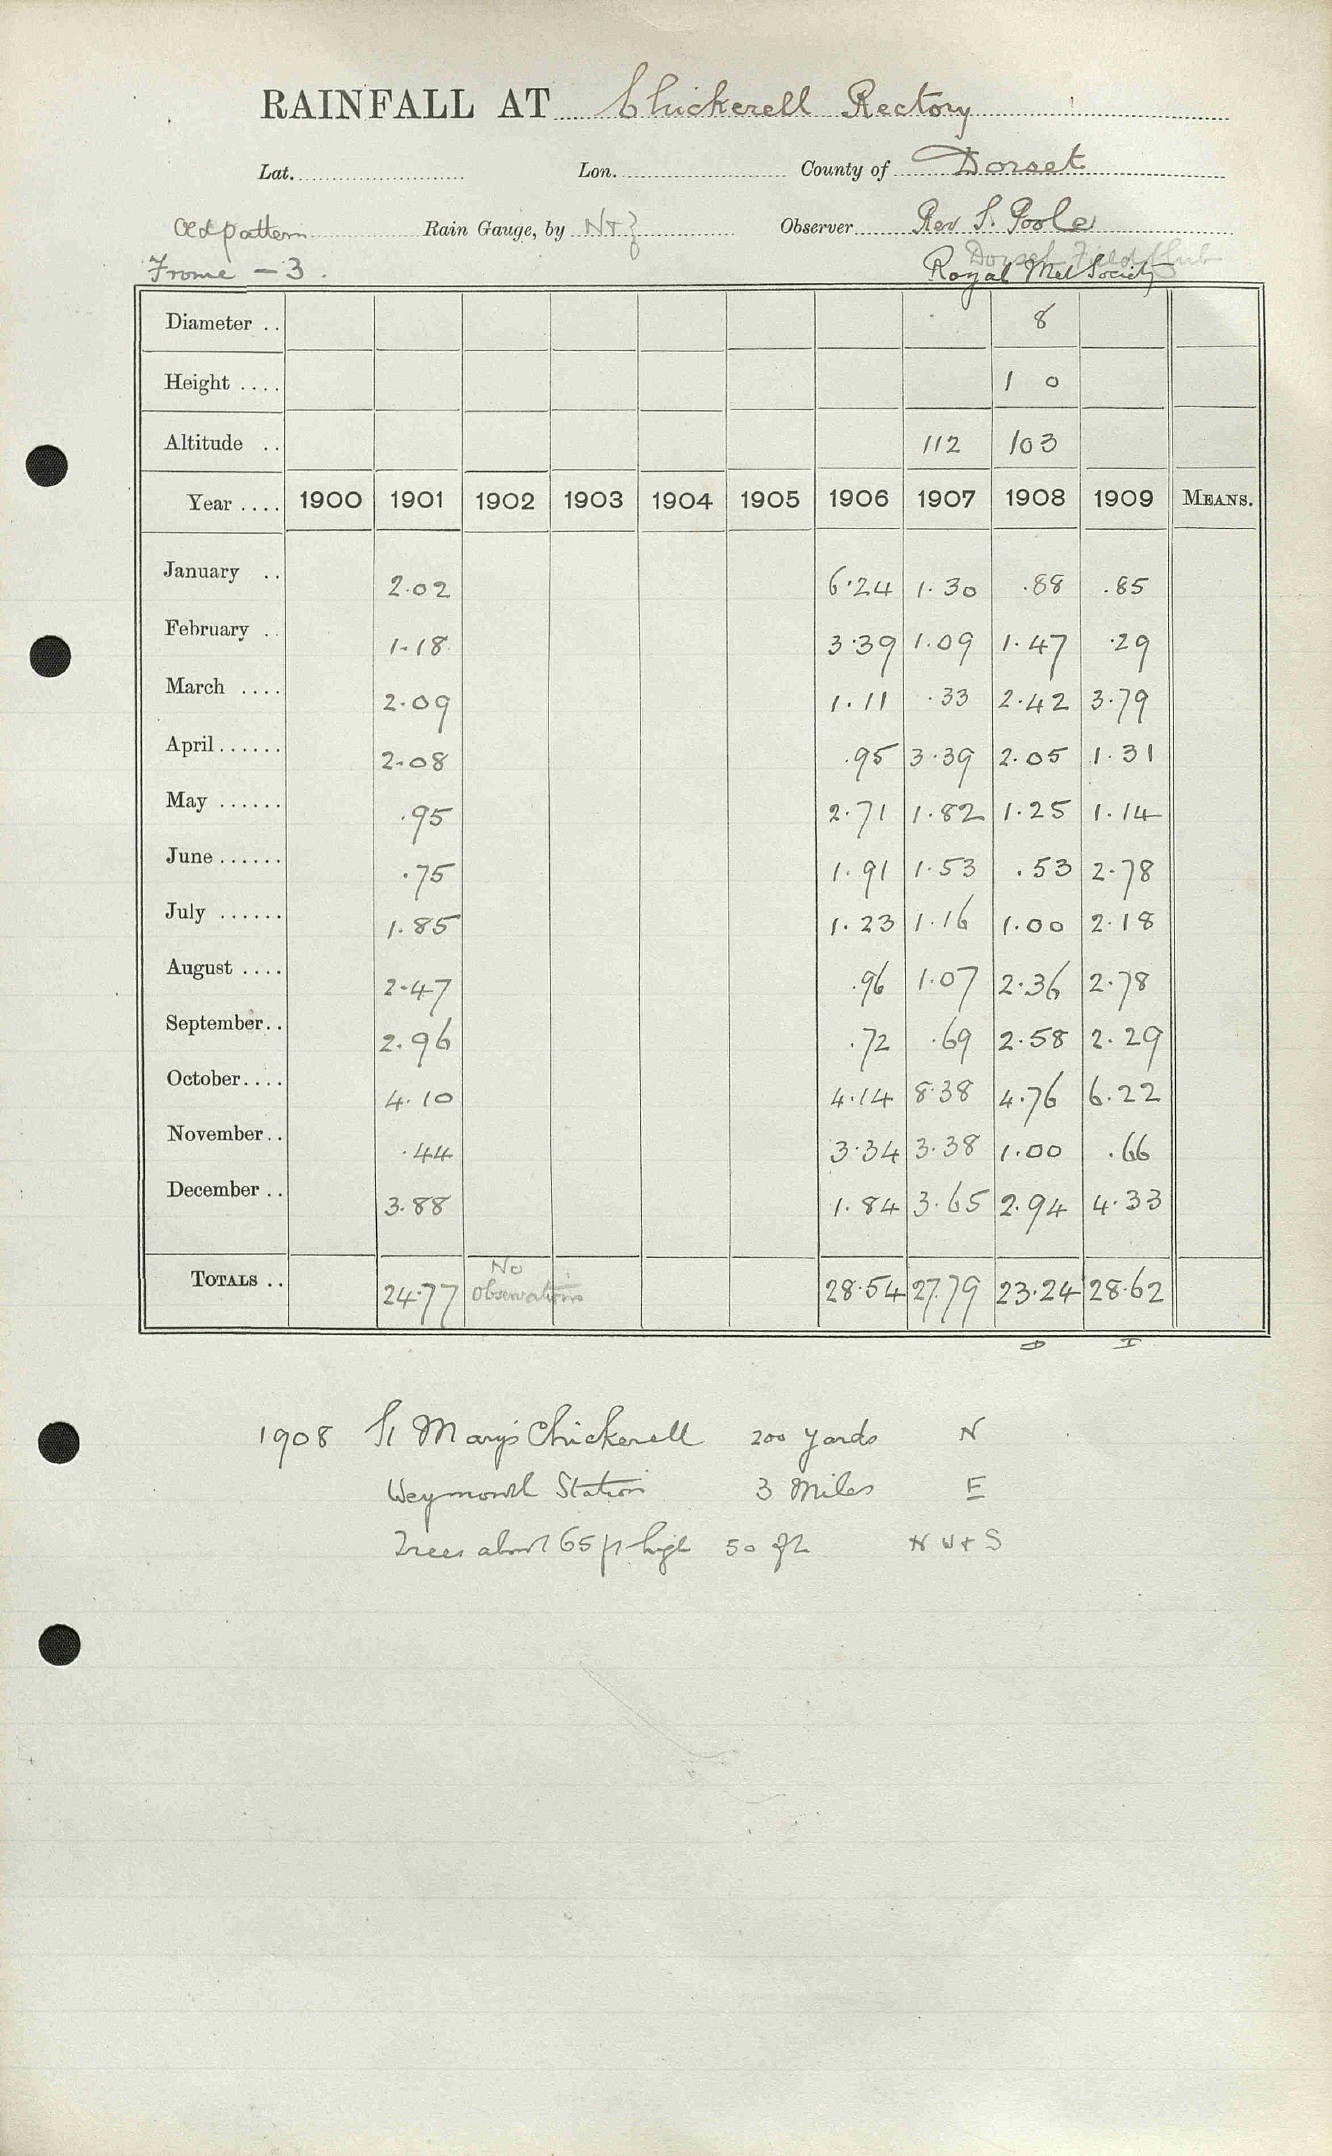 RAINFALL AT Chickerell Rectory
Lat. Lon. County of Dorset
Old pattern Rain Gauge, by N+Z Observer Rev S. Poole
Dorset Field Club
Frome - 3. Royal Met Society
Diameter .. 8
Height .... 1 0
Altitude .. 112 103
Year .... 1900 1901 1902 1903 1904 1905 1906 1907 1908 1909 MEANS.
January .. 2.02 6.24 1.30 .88 .85
February .. 1.18 3.39 1.09 1.47 .29
March .... 2.09 1.11 .33 2.42 3.79
April...... 2.08 .95 3.39 2.05 1.31
May ...... .95 2.71 1.82 1.25 1.14
June...... .75 1.91 1.53 .53 2.78
July ...... 1.85 1.23 1.16 1.00 2.18
August .... 2.47 .96 1.07 2.36 2.78
September.. 2.96 .72 .69 2.58 2.29
October.... 4.10 4.14 8.38 4.76 6.22
November.. .44 3.34 3.38 1.00 .66
December .. 3.88 1.84 3.65 2.94 4.33
TOTALS .. 24.77 No observations 28.54 27.79 23.24 28.62
D I
1908 St Mary's Chickerell 200 yards N
Weymouth Station 3 Miles E
Trees about 65 ft high 50 ft N W + S